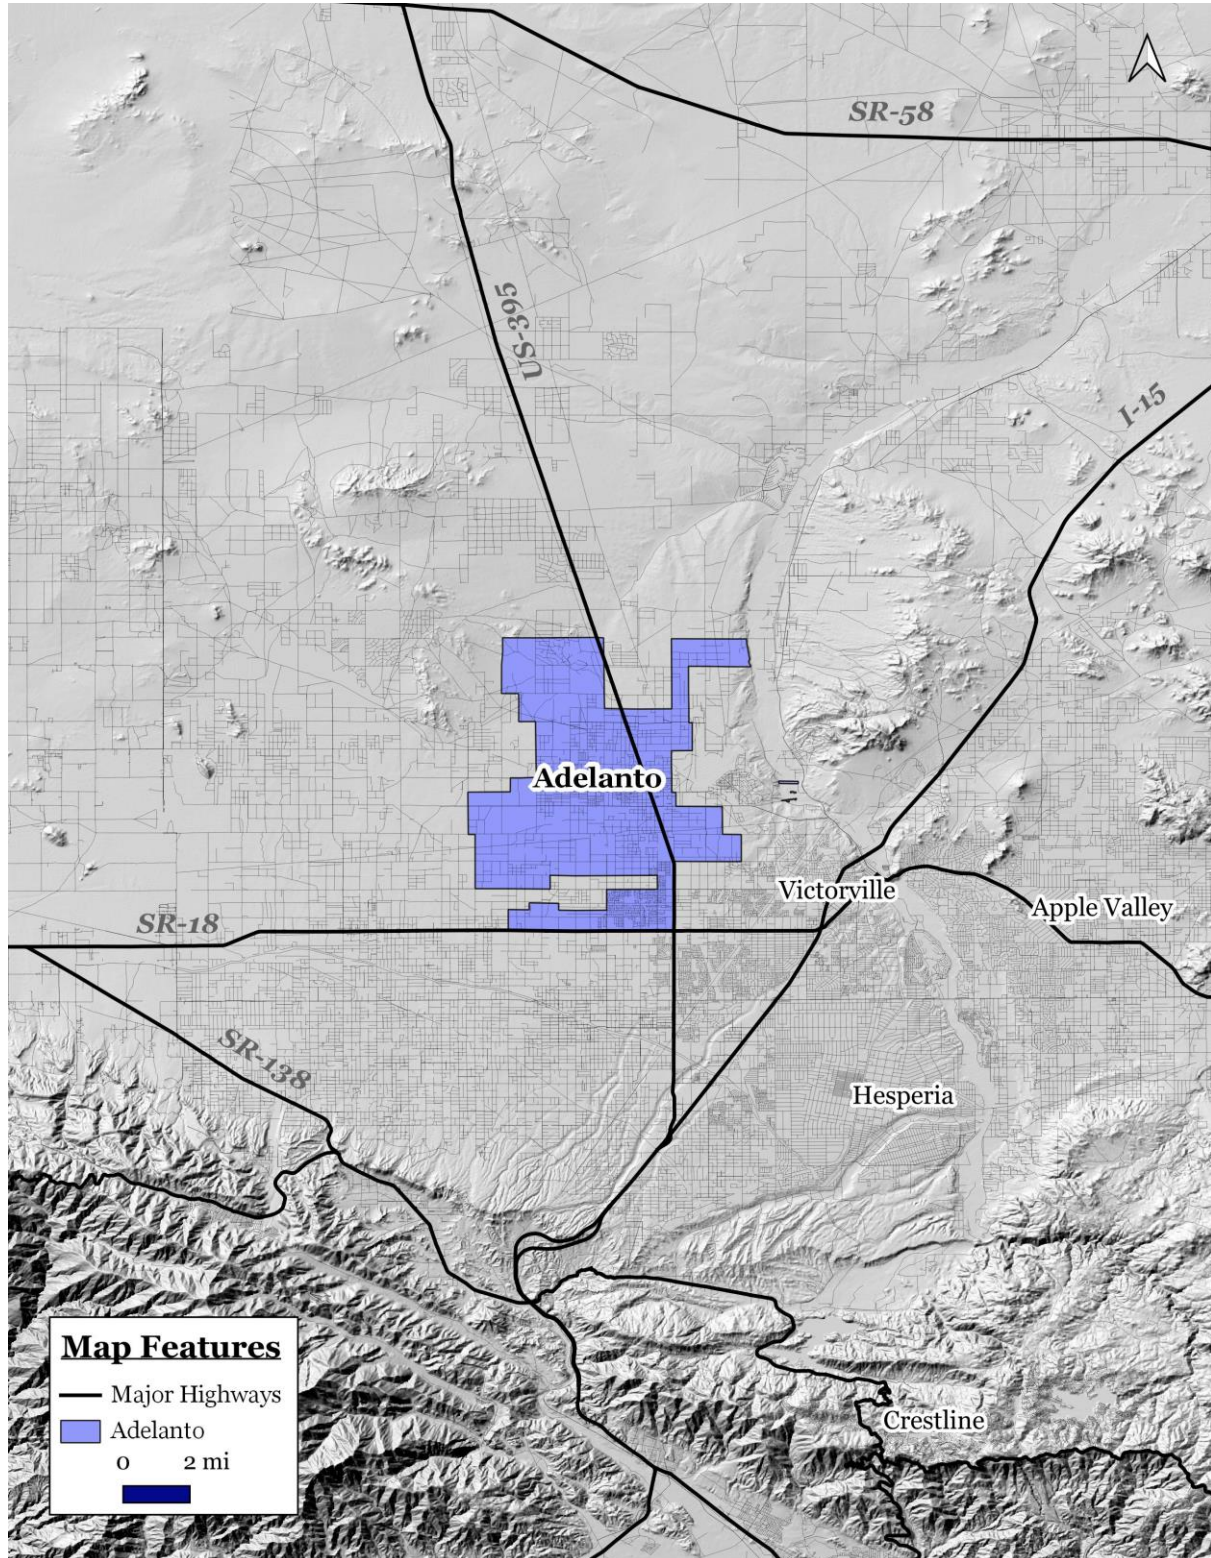 SR-58
US-395
I-15
Adelanto
Victorville
Apple Valley
SR-18
SR-138
Hesperia
Map Features
Major Highways
Adelanto
0 2 mi
Crestline